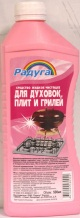 Радуга
СРЕДСТВО ЖИДКОЕ ЧИСТЯЩЕЕ
ДЛЯ ДУХОВОК,
ПЛИТ И ГРИЛЕЙ